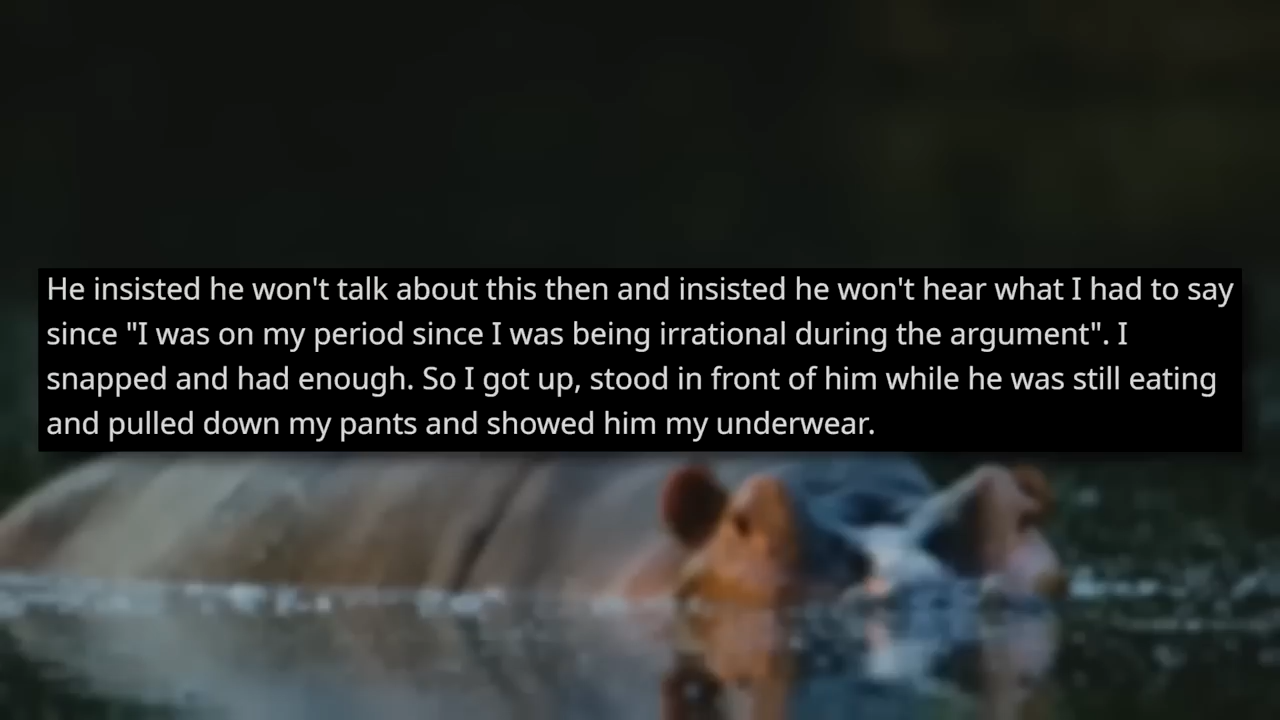 He insisted he won't talk about this then and insisted he won't hear what I had to say
since "I was on my period since I was being irrational during the argument". I
snapped and had enough. So I got up, stood in front of him while he was still eating
and pulled down my pants and showed him my underwear.